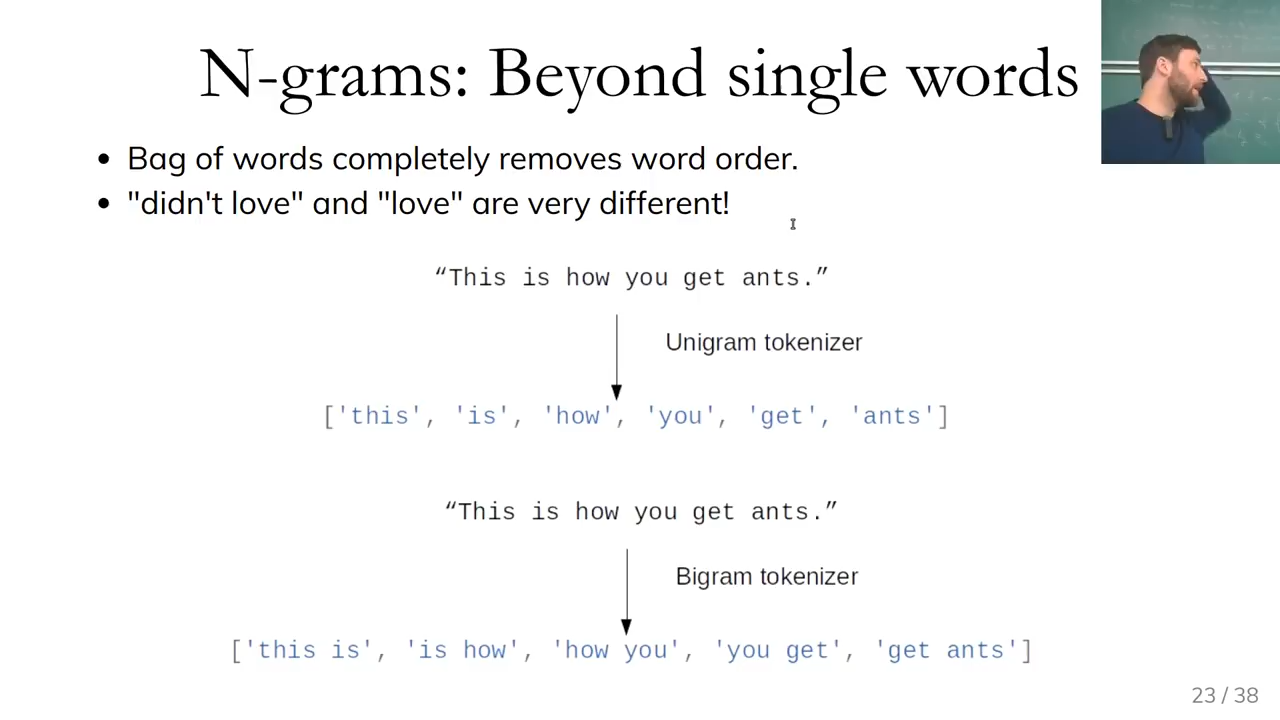 N-grams: Beyond single words
• Bag of words completely removes word order.
• "didn't love" and "love" are very different!
“This is how you get ants.”
Unigram tokenizer
['this', 'is', 'how', 'you', 'get', 'ants']
“This is how you get ants.”
Bigram tokenizer
['this is', 'is how', 'how you', 'you get', 'get ants']
23 / 38